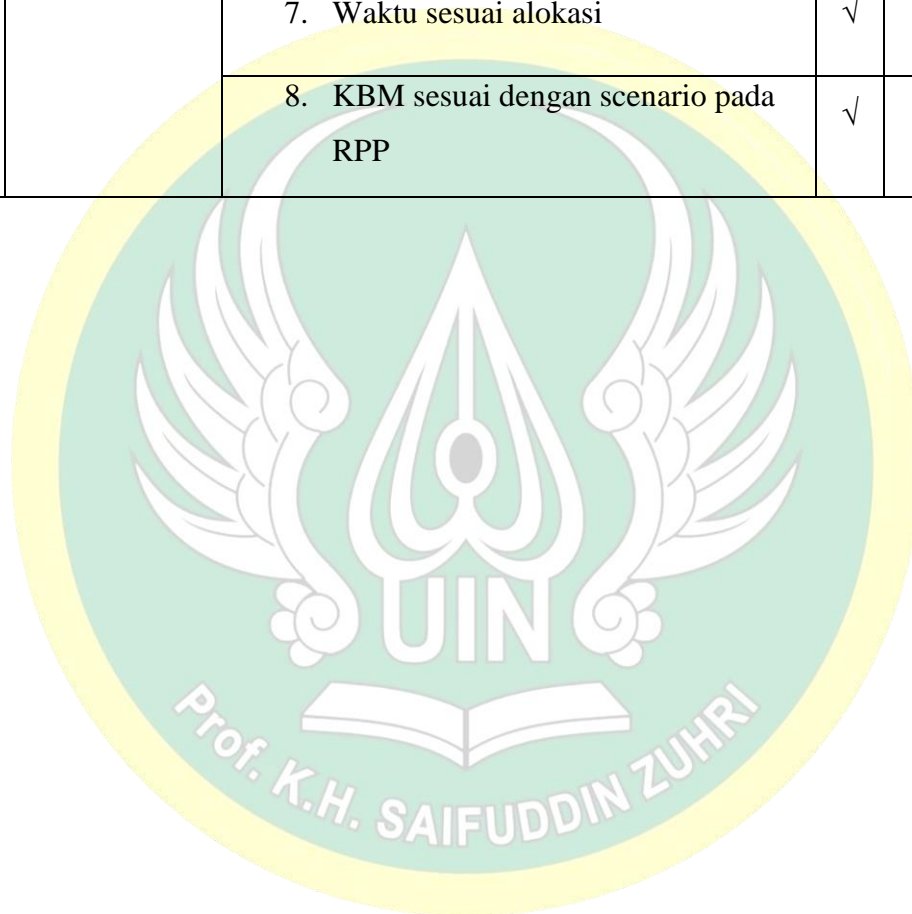 7. Waktu sesuai alokasi √
8. KBM sesuai dengan scenario pada √
RPP
UIN
Prof. K.H. SAIFUDDIN ZUHRI